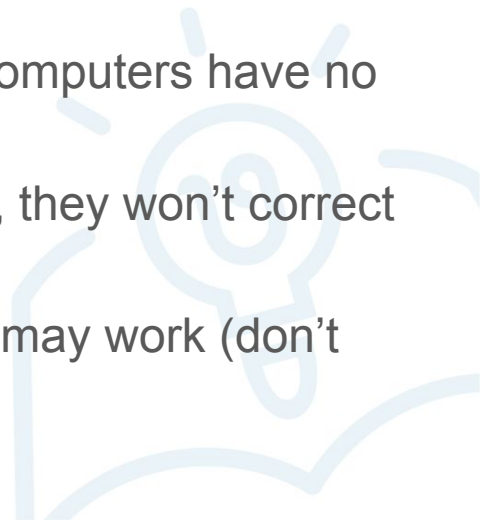 omputers have no
, they won’t correct
may work (don’t